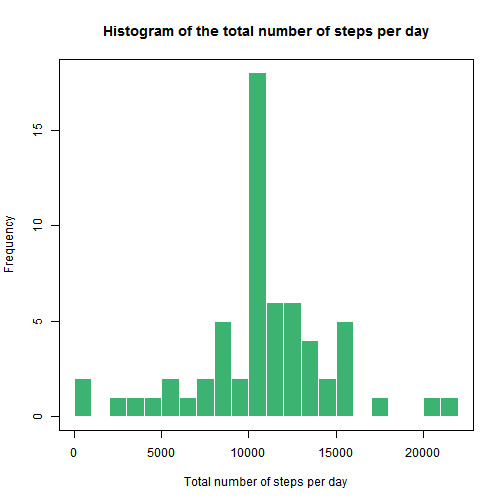 Histogram of the total number of steps per day
Frequency
15
10
5
0
0 5000 10000 15000 20000
Total number of steps per day